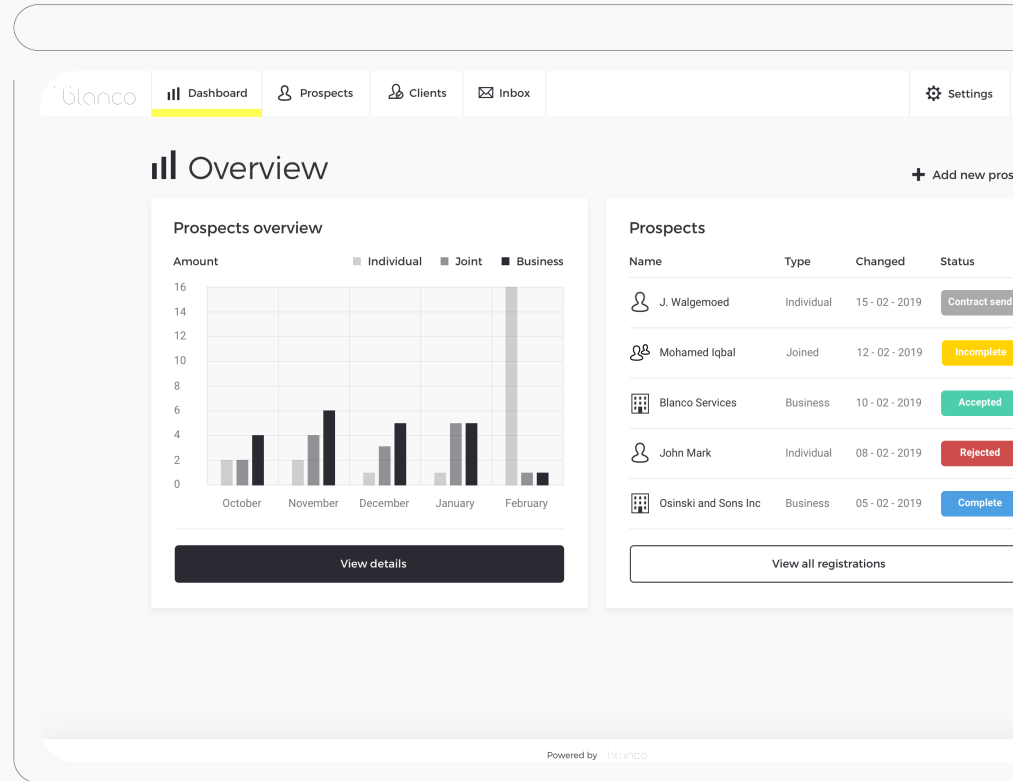 blanco Dashboard Prospects Clients Inbox Settings
Overview
Add new pros
Prospects overview
Amount Individual Joint Business
16
14
12
10
8
6
4
2
0
October November December January February
View details
Prospects
Name Type Changed Status
J. Walgemoed Individual 15 - 02 - 2019 Contract send
Mohamed Iqbal Joined 12 - 02 - 2019 Incomplete
Blanco Services Business 10 - 02 - 2019 Accepted
John Mark Individual 08 - 02 - 2019 Rejected
Osinski and Sons Inc Business 05 - 02 - 2019 Complete
View all registrations
Powered by blanco